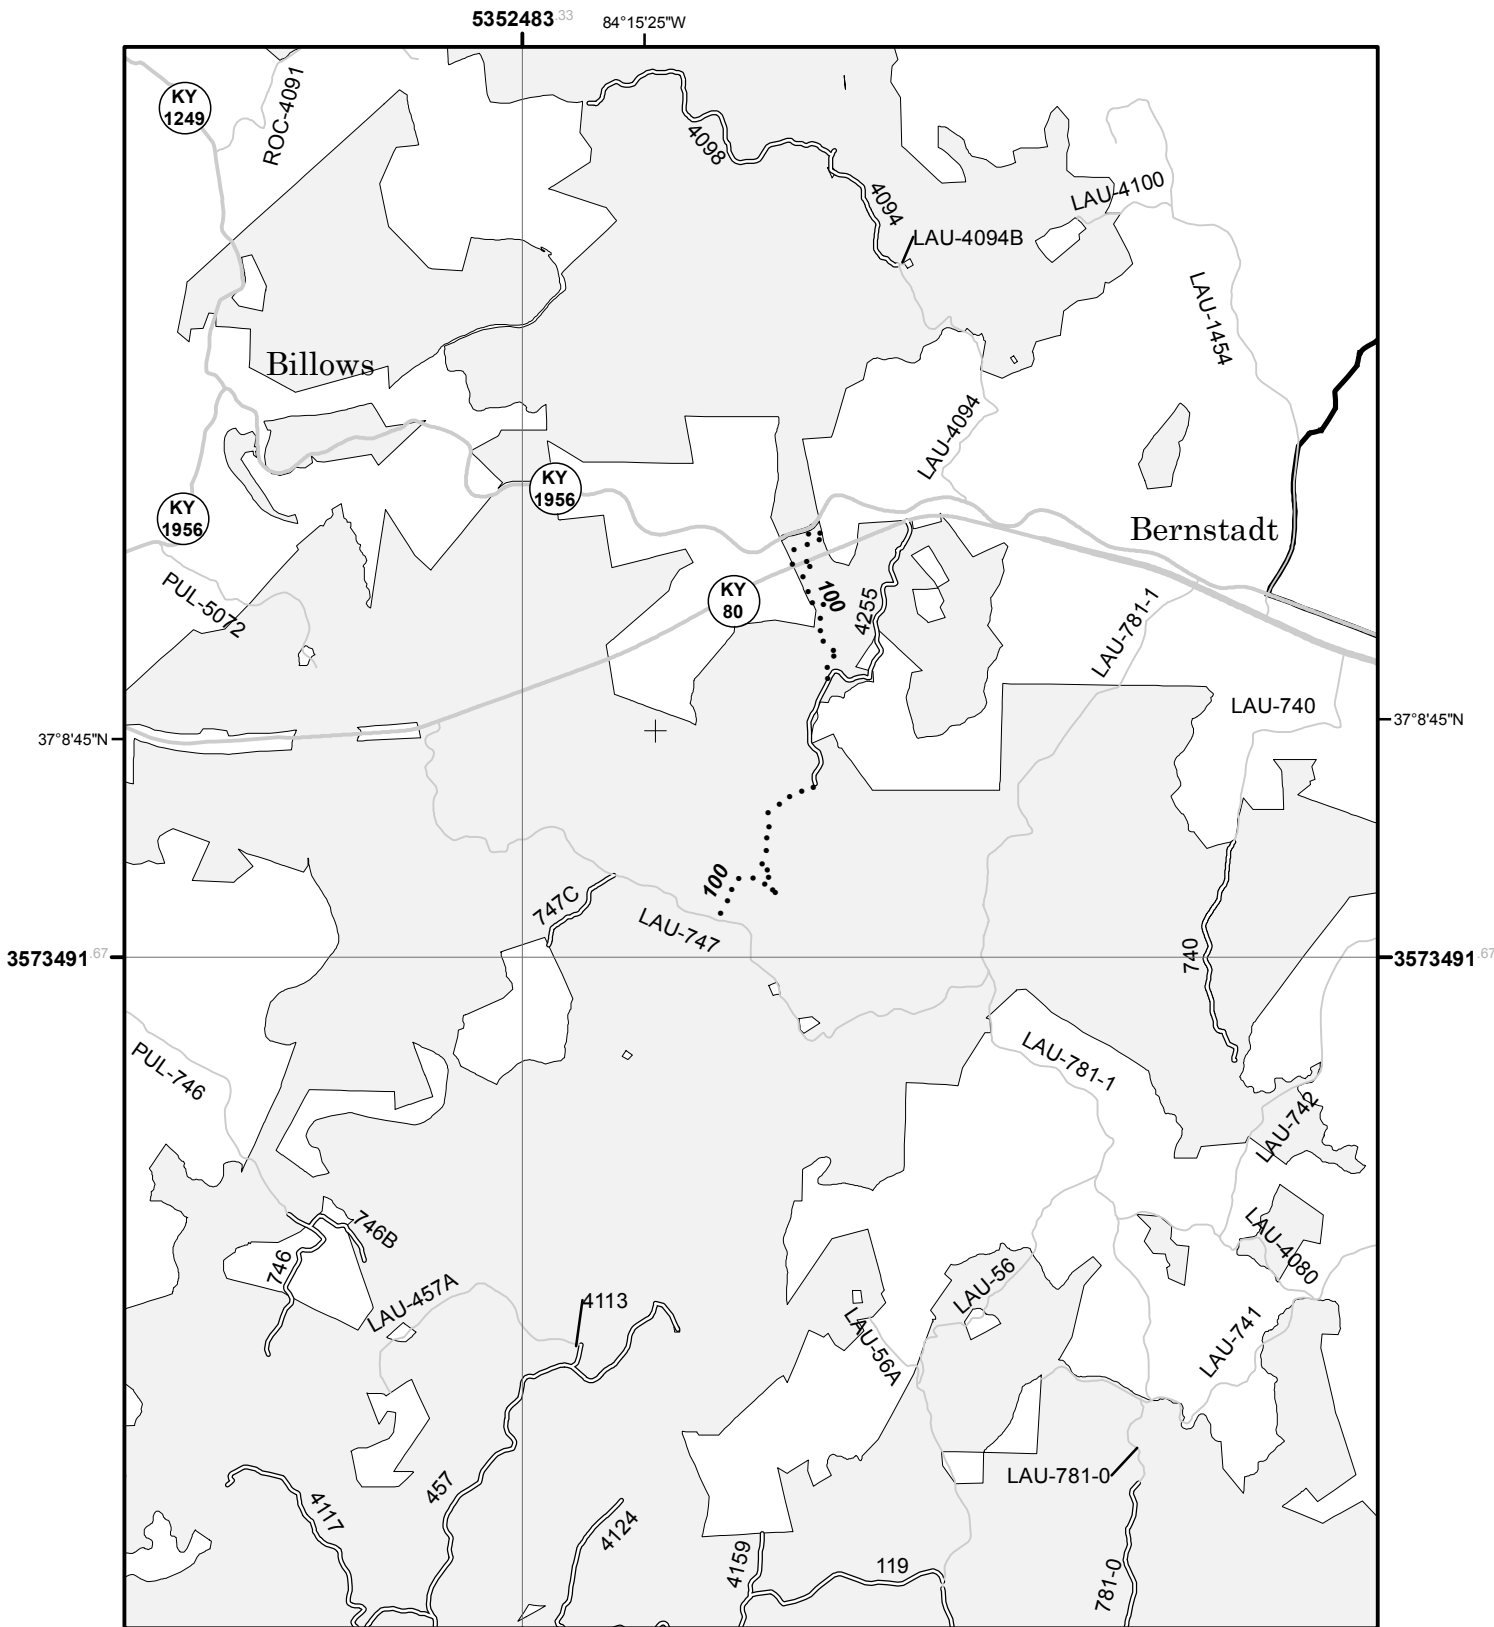 5352483.33
84°15'25"W
KY
1249
ROC-4091
4098
4094
LAU-4100
LAU-4094B
LAU-1454
Billows
LAU-4094
KY
1956
KY
1956
Bernstadt
PUL-5072
KY
80
100
4255
LAU-781-1
LAU-740
37°8'45"N
37°8'45"N
100
747C
LAU-747
740
3573491.67
3573491.67
PUL-746
LAU-781-1
LAU-742
746B
746
LAU-4080
LAU-457A
4113
LAU-56
LAU-56A
LAU-741
LAU-781-0
4117
457
4124
4159
119
781-0